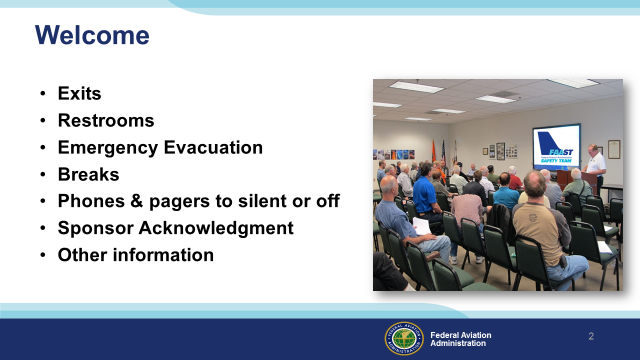 Welcome
• Exits
• Restrooms
• Emergency Evacuation
• Breaks
• Phones & pagers to silent or off
• Sponsor Acknowledgment
• Other information
FAAST
SAFETY TEAM
Federal Aviation
Administration
2